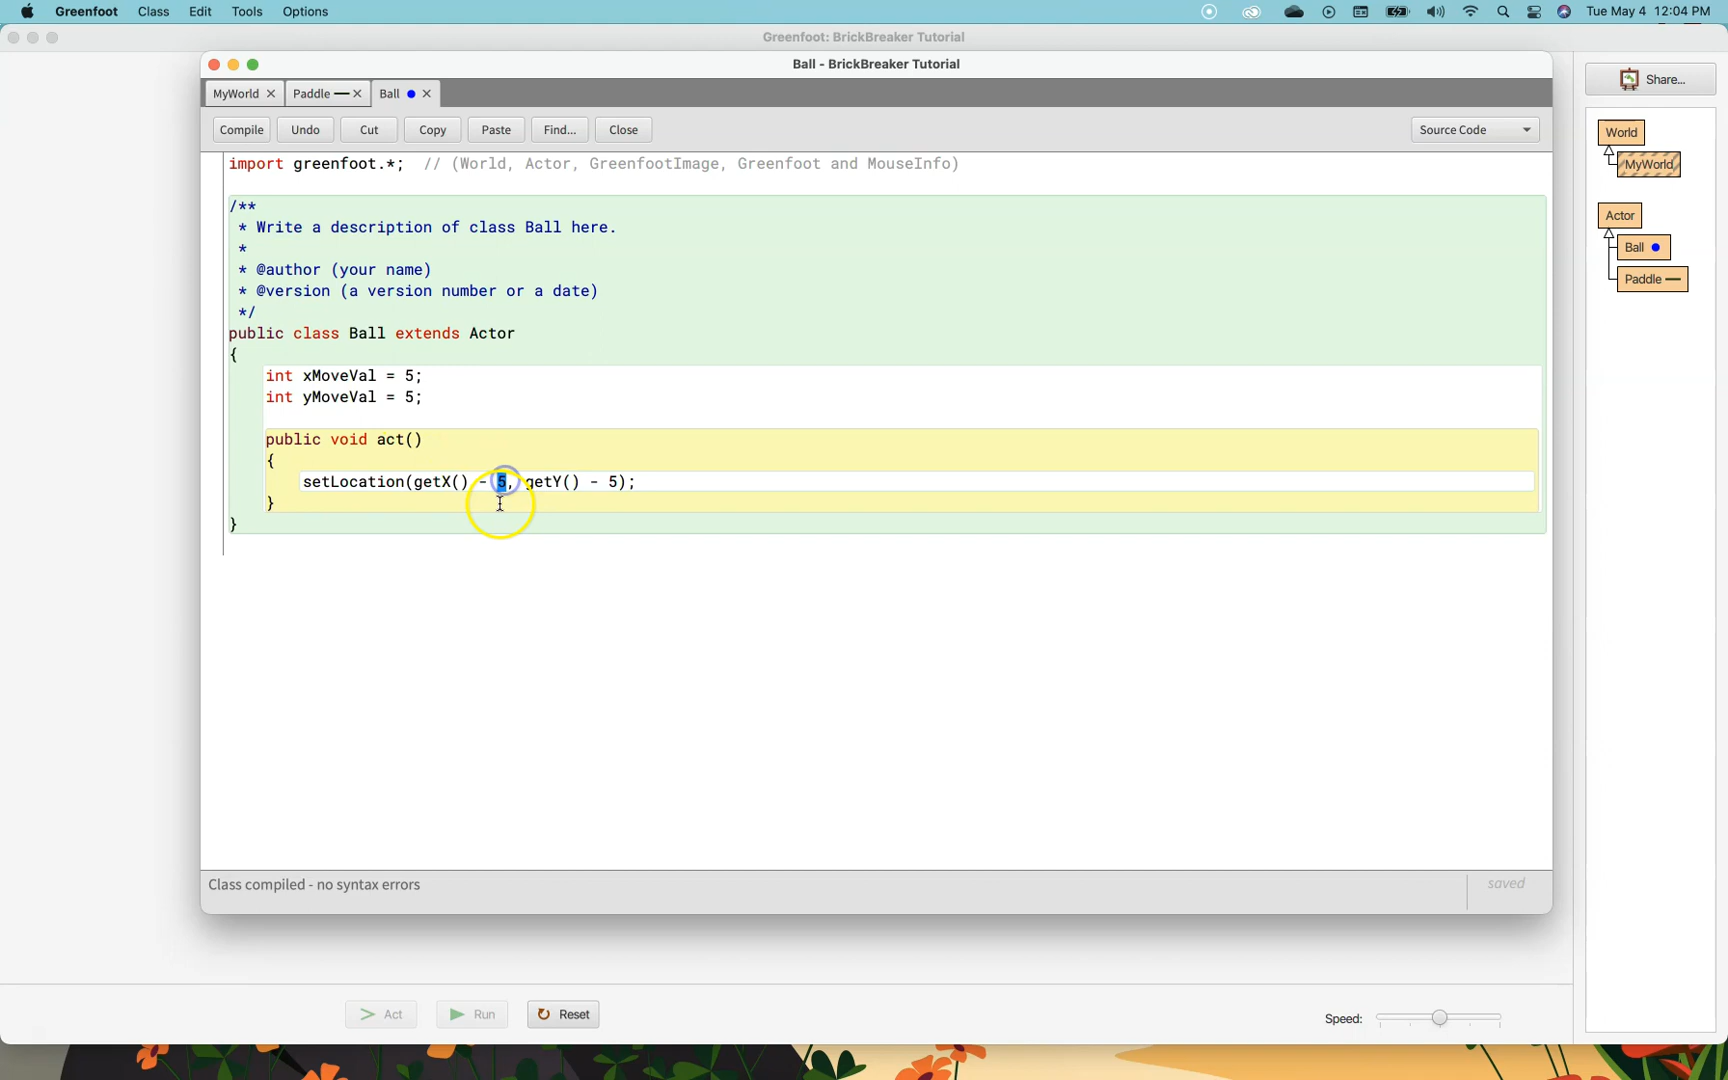 Greenfoot Class Edit Tools Options Tue May 4 12:04 PM
Greenfoot: BrickBreaker Tutorial
Ball - BrickBreaker Tutorial
MyWorld Paddle Ball
Compile Undo Cut Copy Paste Find... Close Source Code
import greenfoot.*; // (World, Actor, GreenfootImage, Greenfoot and MouseInfo)
/**
* Write a description of class Ball here.
*
* @author (your name)
* @version (a version number or a date)
*/
public class Ball extends Actor
{
int xMoveVal = 5;
int yMoveVal = 5;
public void act()
{
setLocation(getX() - 5, getY() - 5);
}
}
Class compiled - no syntax errors
saved
Share...
World
MyWorld
Actor
Ball
Paddle
Act Run Reset Speed: